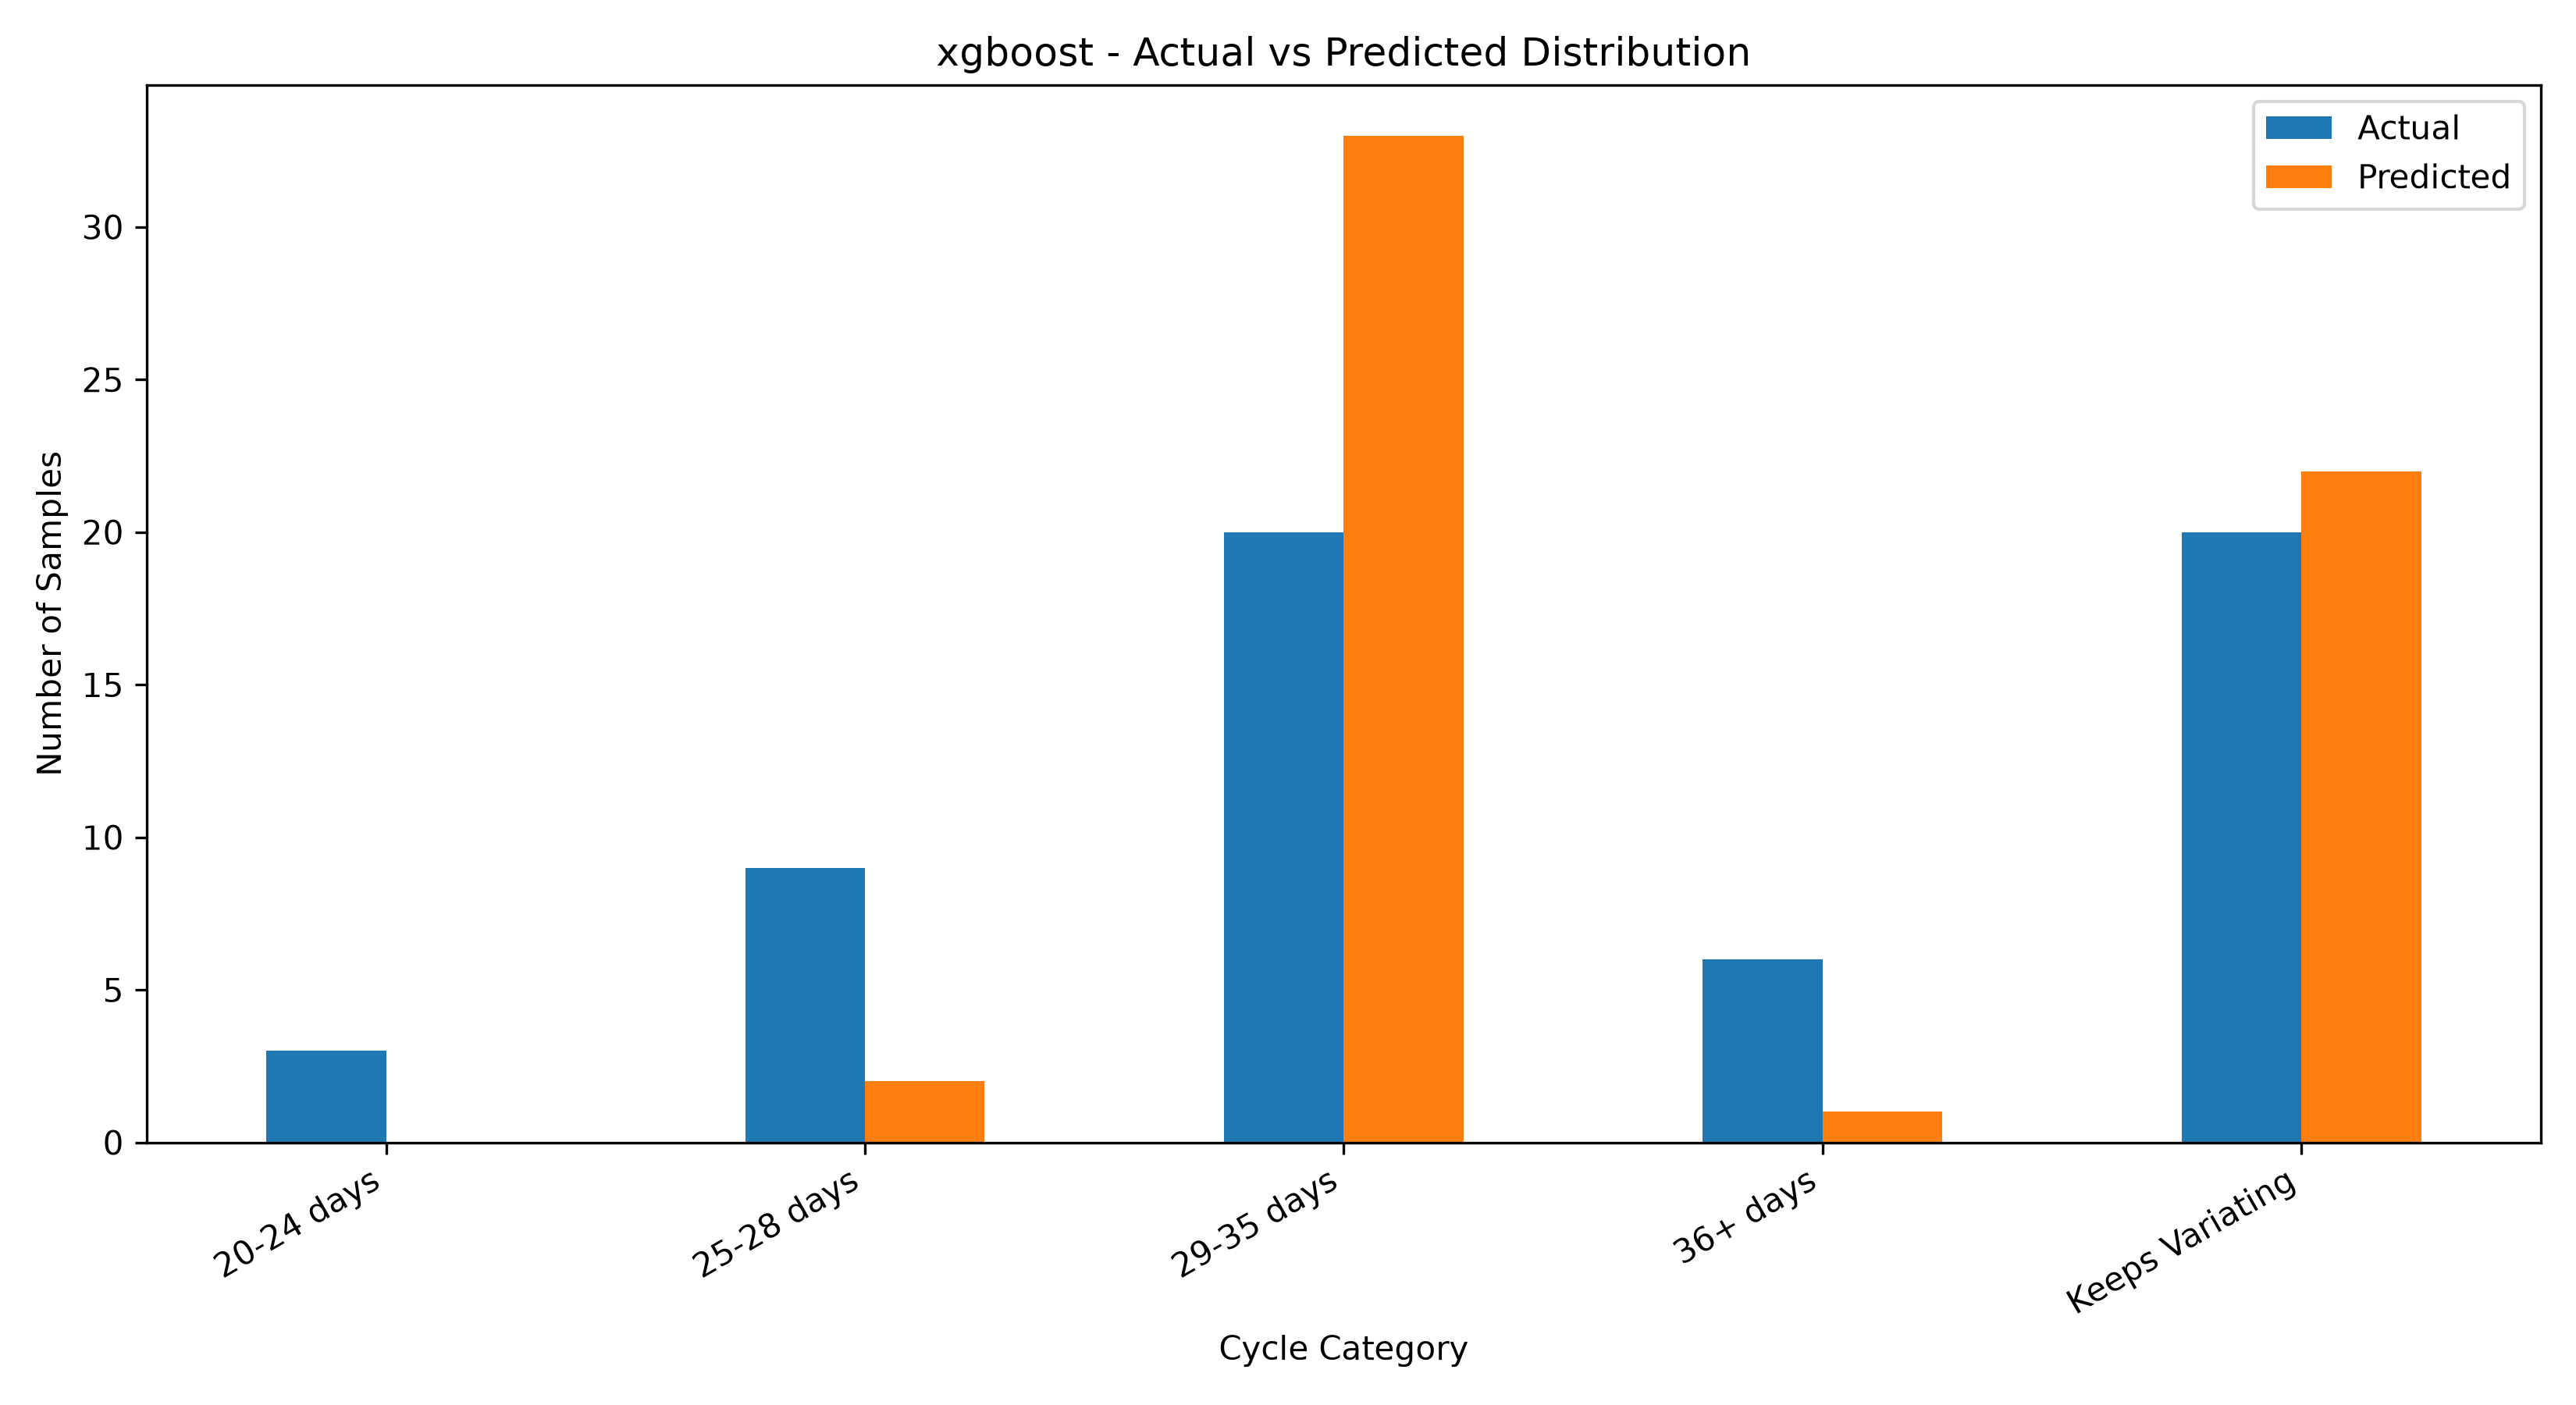 xgboost - Actual vs Predicted Distribution
Actual
Predicted
Number of Samples
30
25
20
15
10
5
0
20-24 days
25-28 days
29-35 days
36+ days
Keeps Variating
Cycle Category